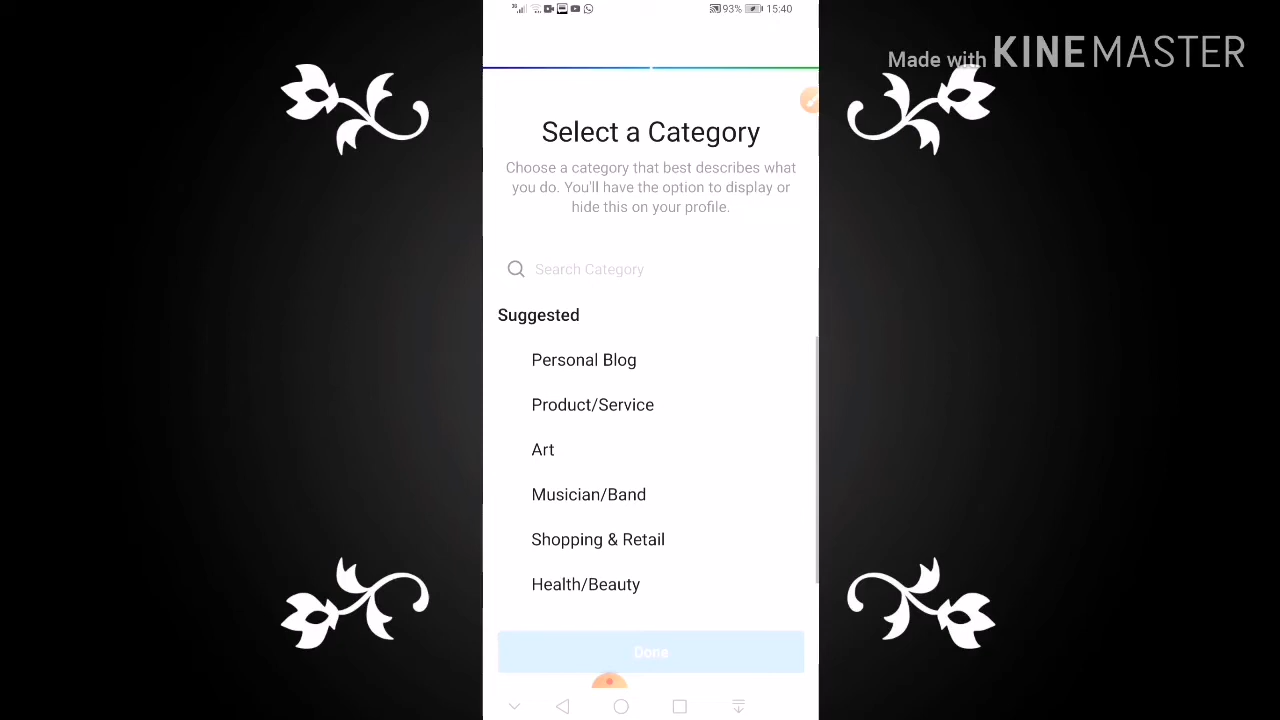 93% 15:40
Made with KINEMASTER
Select a Category
Choose a category that best describes what
you do. You'll have the option to display or
hide this on your profile.
Search Category
Suggested
Personal Blog
Product/Service
Art
Musician/Band
Shopping & Retail
Health/Beauty
Done